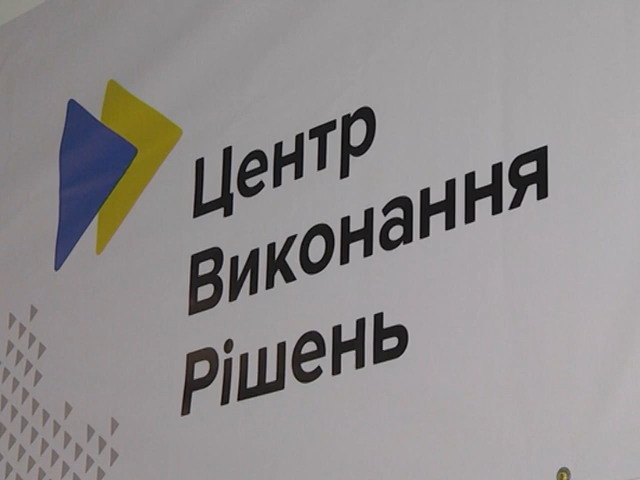 Центр
Виконання
Рішень